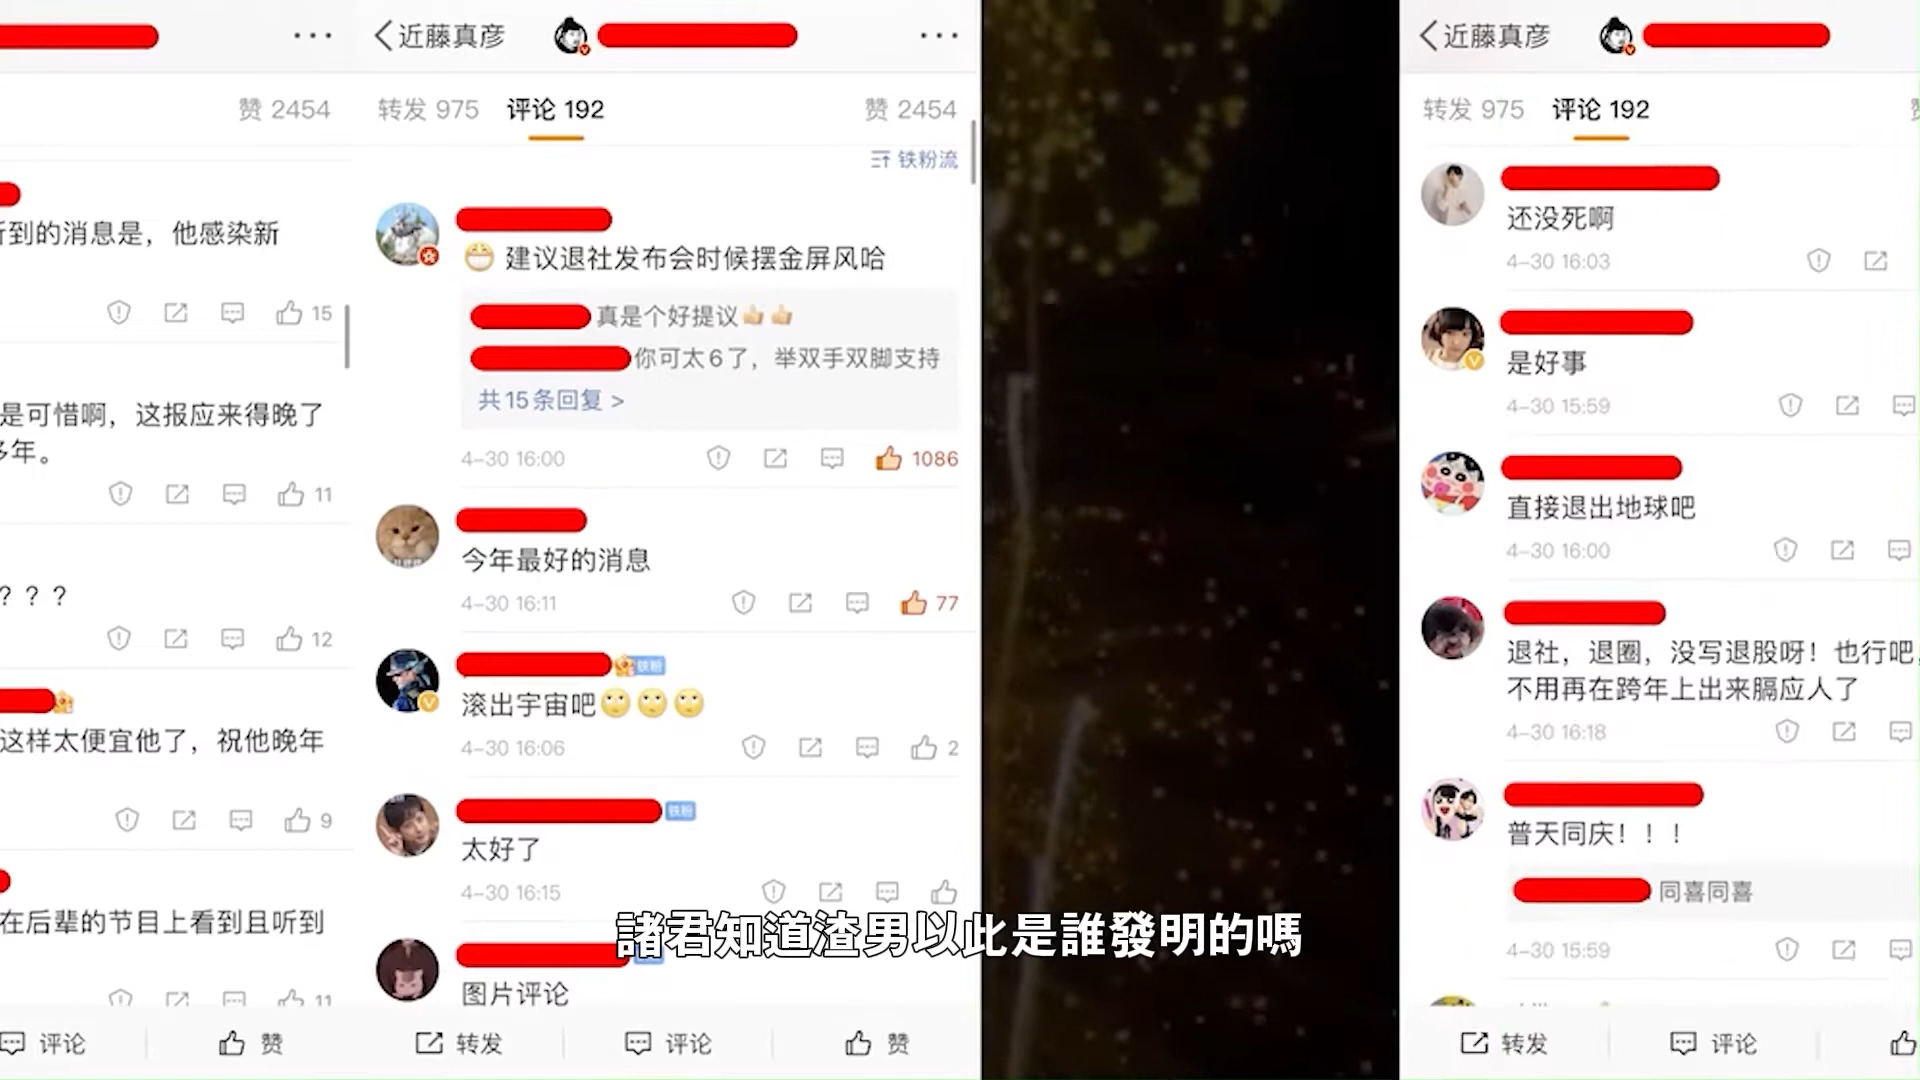 赞 2454
听到的消息是，他感染新
15
是可惜啊，这报应来得晚了
多年。
11
？？？
12
这样太便宜他了，祝他晚年
9
在后辈的节目上看到且听到
11
评论
赞
近藤真彦
转发 975 评论 192 赞 2454
铁粉流
建议退社发布会时候摆金屏风哈
真是个好提议
你可太6了，举双手双脚支持
共15条回复 >
4-30 16:00
1086
今年最好的消息
4-30 16:11
77
铁粉
滚出宇宙吧
4-30 16:06
2
铁粉
太好了
4-30 16:15
图片评论
转发 评论 赞
近藤真彦
转发 975 评论 192
还没死啊
4-30 16:03
是好事
4-30 15:59
直接退出地球吧
4-30 16:00
退社，退圈，没写退股呀！也行吧，
不用再在跨年上出来膈应人了
4-30 16:18
普天同庆！！！
同喜同喜
4-30 15:59
转发 评论
諸君知道渣男以此是誰發明的嗎